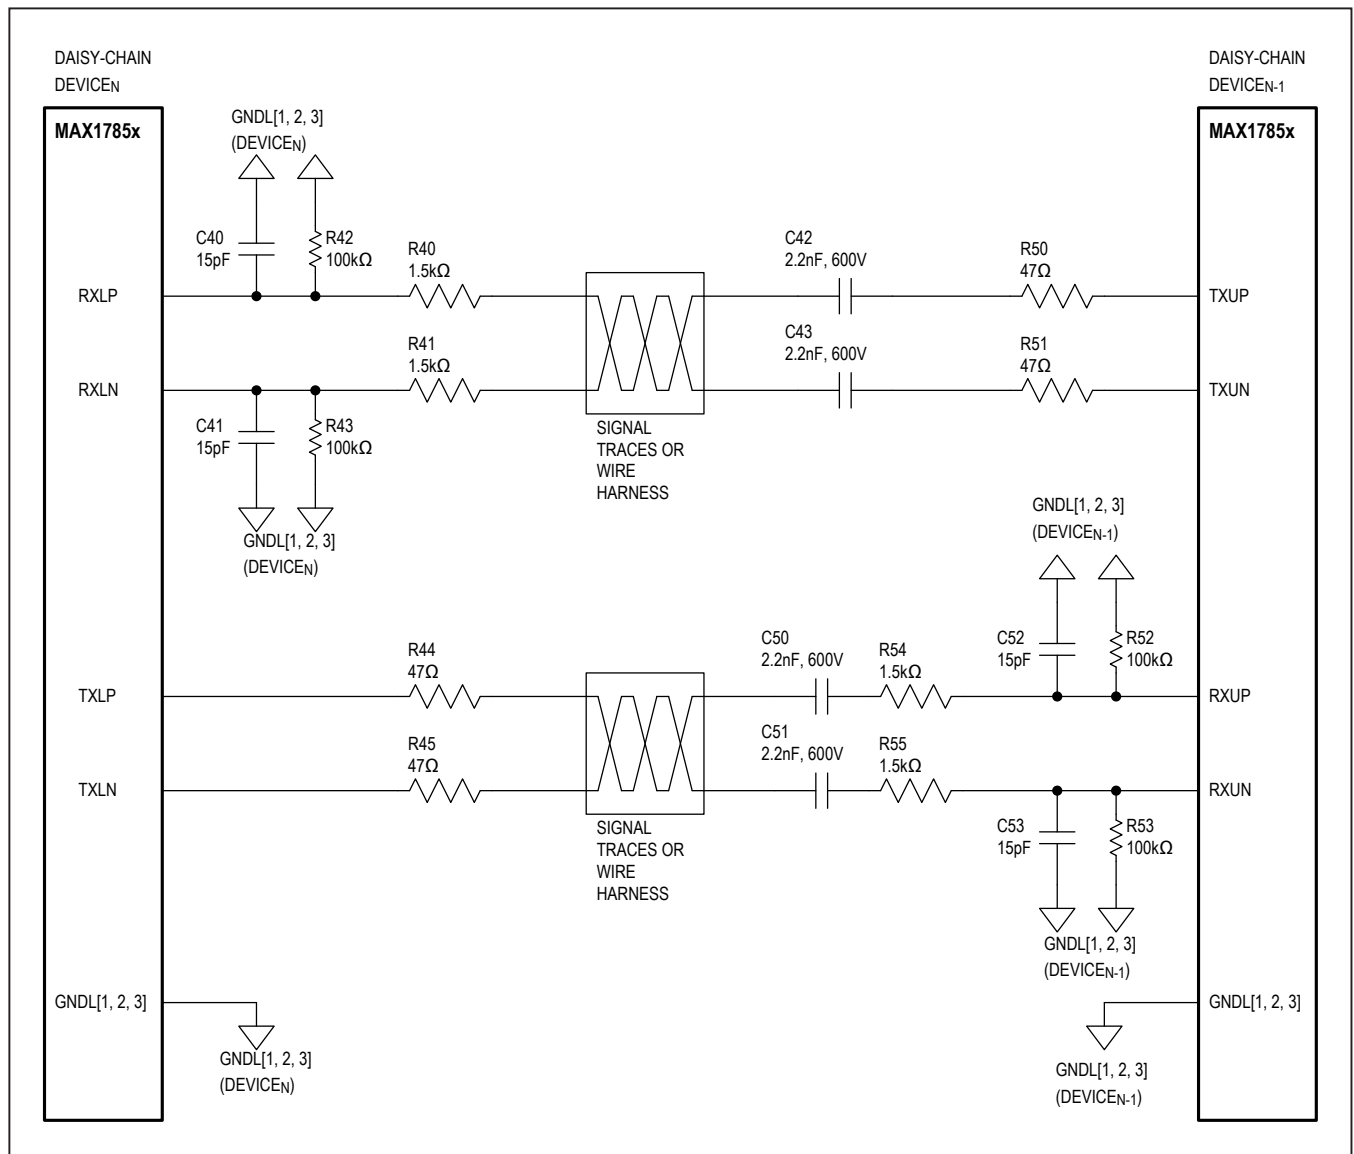 DAISY-CHAIN
DEVICEN
DAISY-CHAIN
DEVICEN-1
MAX1785x
MAX1785x
GNDL[1, 2, 3]
(DEVICEN)
C40
15pF
R42
100kΩ
R40
1.5kΩ
C42
2.2nF, 600V
R50
47Ω
RXLP
TXUP
R41
1.5kΩ
C43
2.2nF, 600V
R51
47Ω
RXLN
TXUN
C41
15pF
R43
100kΩ
SIGNAL
TRACES OR
WIRE
HARNESS
GNDL[1, 2, 3]
(DEVICEN)
GNDL[1, 2, 3]
(DEVICEN-1)
R44
47Ω
C50
2.2nF, 600V
R54
1.5kΩ
C52
15pF
R52
100kΩ
TXLP
RXUP
R45
47Ω
C51
2.2nF, 600V
R55
1.5kΩ
TXLN
RXUN
SIGNAL
TRACES OR
WIRE
HARNESS
C53
15pF
R53
100kΩ
GNDL[1, 2, 3]
(DEVICEN-1)
GNDL[1, 2, 3]
GNDL[1, 2, 3]
GNDL[1, 2, 3]
(DEVICEN)
GNDL[1, 2, 3]
(DEVICEN-1)